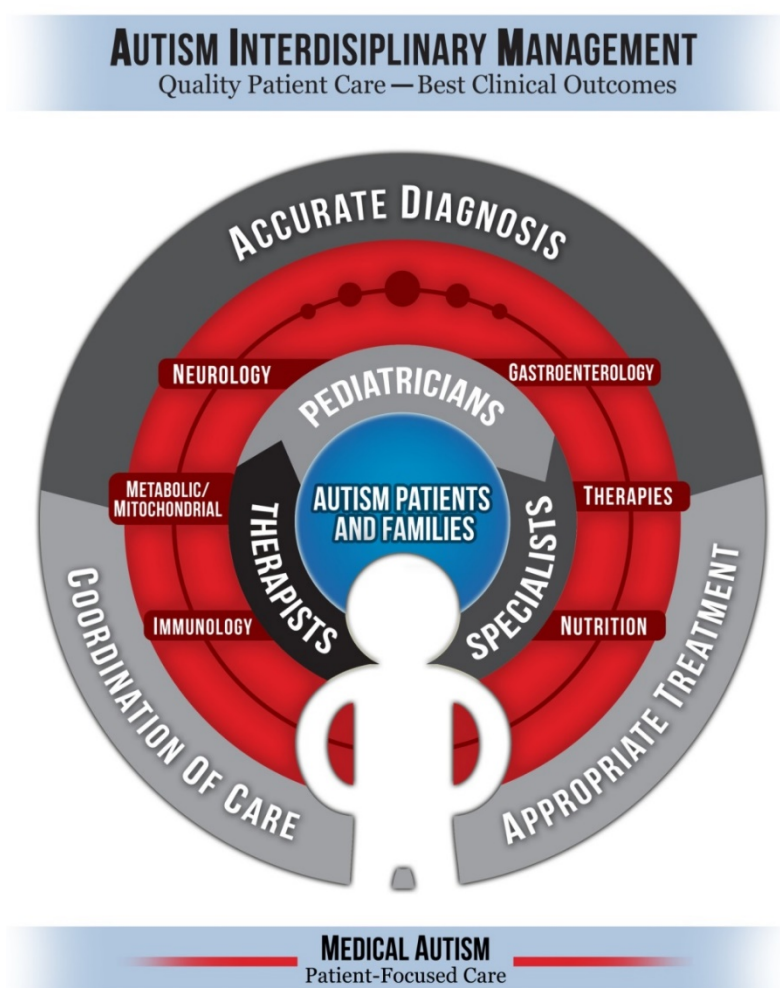 AUTISM INTERDISIPLINARY MANAGEMENT
Quality Patient Care — Best Clinical Outcomes
ACCURATE DIAGNOSIS
NEUROLOGY
GASTROENTEROLOGY
PEDIATRICIANS
METABOLIC/
MITOCHONDRIAL
THERAPIES
AUTISM PATIENTS
AND FAMILIES
THERAPISTS
SPECIALISTS
IMMUNOLOGY
NUTRITION
COORDINATION OF CARE
APPROPRIATE TREATMENT
MEDICAL AUTISM
Patient-Focused Care